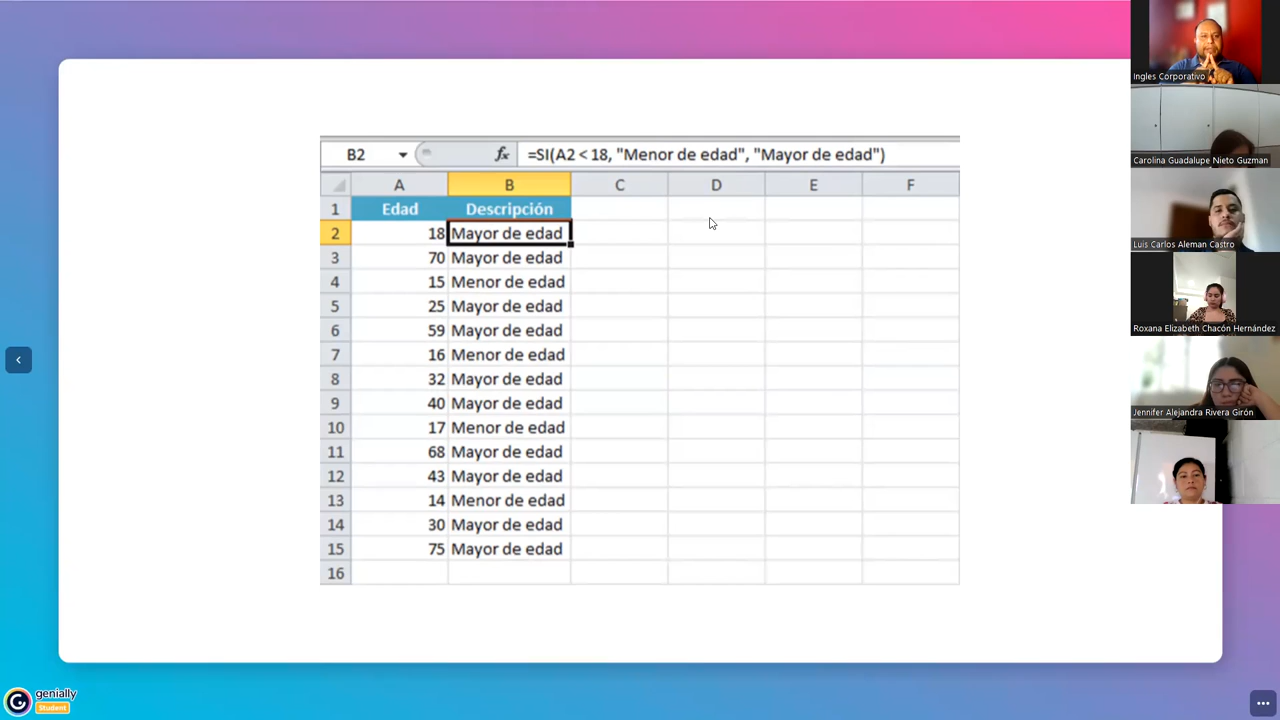 B2 fx =SI(A2 < 18, "Menor de edad", "Mayor de edad")
A B C D E F
1 Edad Descripción
2 18 Mayor de edad
3 70 Mayor de edad
4 15 Menor de edad
5 25 Mayor de edad
6 59 Mayor de edad
7 16 Menor de edad
8 32 Mayor de edad
9 40 Mayor de edad
10 17 Menor de edad
11 68 Mayor de edad
12 43 Mayor de edad
13 14 Menor de edad
14 30 Mayor de edad
15 75 Mayor de edad
16
Ingles Corporativo
Carolina Guadalupe Nieto Guzman
Luis Carlos Aleman Castro
Roxana Elizabeth Chacón Hernández
Jennifer Alejandra Rivera Girón
genially
Student